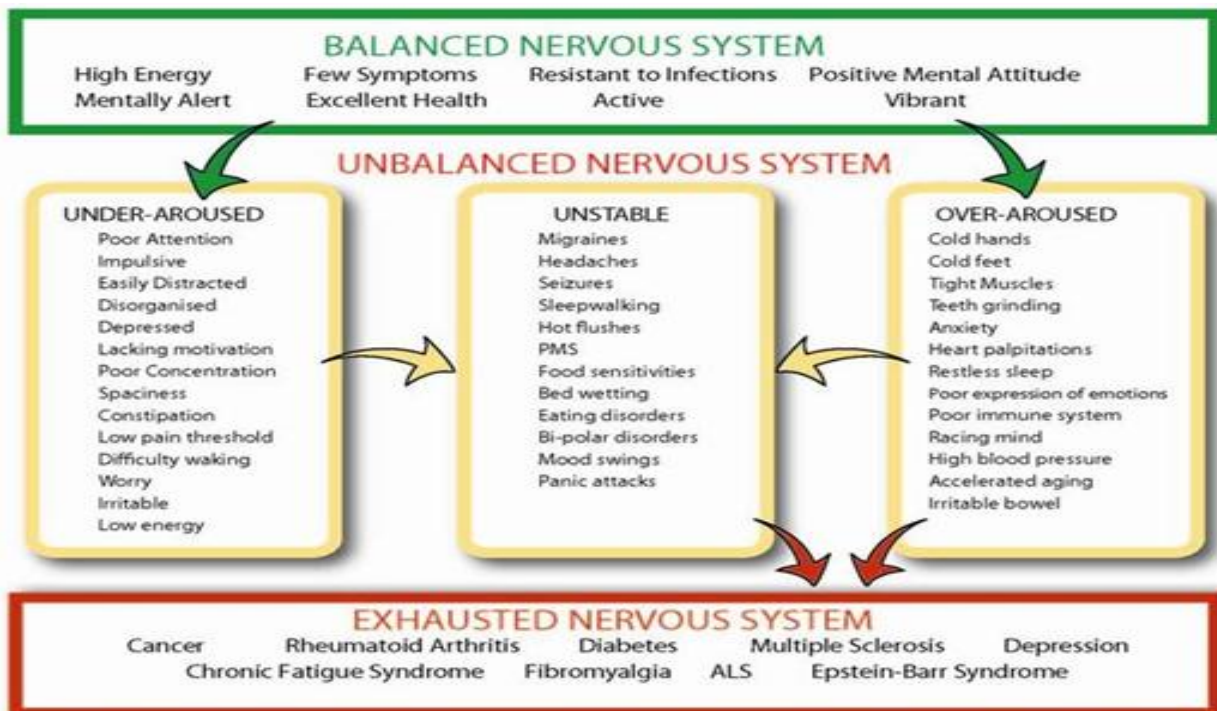 BALANCED NERVOUS SYSTEM
High Energy Few Symptoms Resistant to Infections Positive Mental Attitude
Mentally Alert Excellent Health Active Vibrant
UNBALANCED NERVOUS SYSTEM
UNDER-AROUSED
Poor Attention
Impulsive
Easily Distracted
Disorganised
Depressed
Lacking motivation
Poor Concentration
Spaciness
Constipation
Low pain threshold
Difficulty waking
Worry
Irritable
Low energy
UNSTABLE
Migraines
Headaches
Seizures
Sleepwalking
Hot flushes
PMS
Food sensitivities
Bed wetting
Eating disorders
Bi-polar disorders
Mood swings
Panic attacks
OVER-AROUSED
Cold hands
Cold feet
Tight Muscles
Teeth grinding
Anxiety
Heart palpitations
Restless sleep
Poor expression of emotions
Poor immune system
Racing mind
High blood pressure
Accelerated aging
Irritable bowel
EXHAUSTED NERVOUS SYSTEM
Cancer Rheumatoid Arthritis Diabetes Multiple Sclerosis Depression
Chronic Fatigue Syndrome Fibromyalgia ALS Epstein-Barr Syndrome